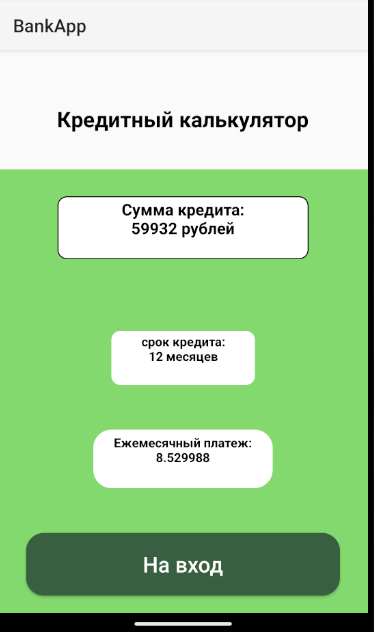 BankApp
Кредитный калькулятор
Сумма кредита:
59932 рублей
срок кредита:
12 месяцев
Ежемесячный платеж:
8.529988
На вход